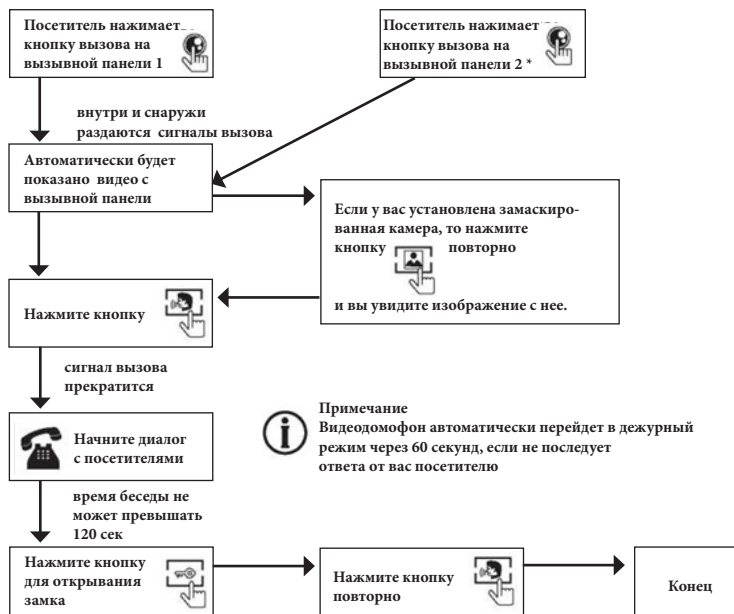 Посетитель нажимает
кнопку вызова на
вызывной панели 1
Посетитель нажимает
кнопку вызова на
вызывной панели 2 *
внутри и снаружи
раздаются сигналы вызова
Автоматически будет
показано видео с
вызывной панели
Если у вас установлена замаскиро-
ванная камера, то нажмите
кнопку повторно
и вы увидите изображение с нее.
Нажмите кнопку
сигнал вызова
прекратится
Начните диалог
с посетителями
Примечание
Видеодомофон автоматически перейдет в дежурный
режим через 60 секунд, если не последует
ответа от вас посетителю
время беседы не
может превышать
120 сек
Нажмите кнопку
для открывания
замка
Нажмите кнопку
повторно
Конец